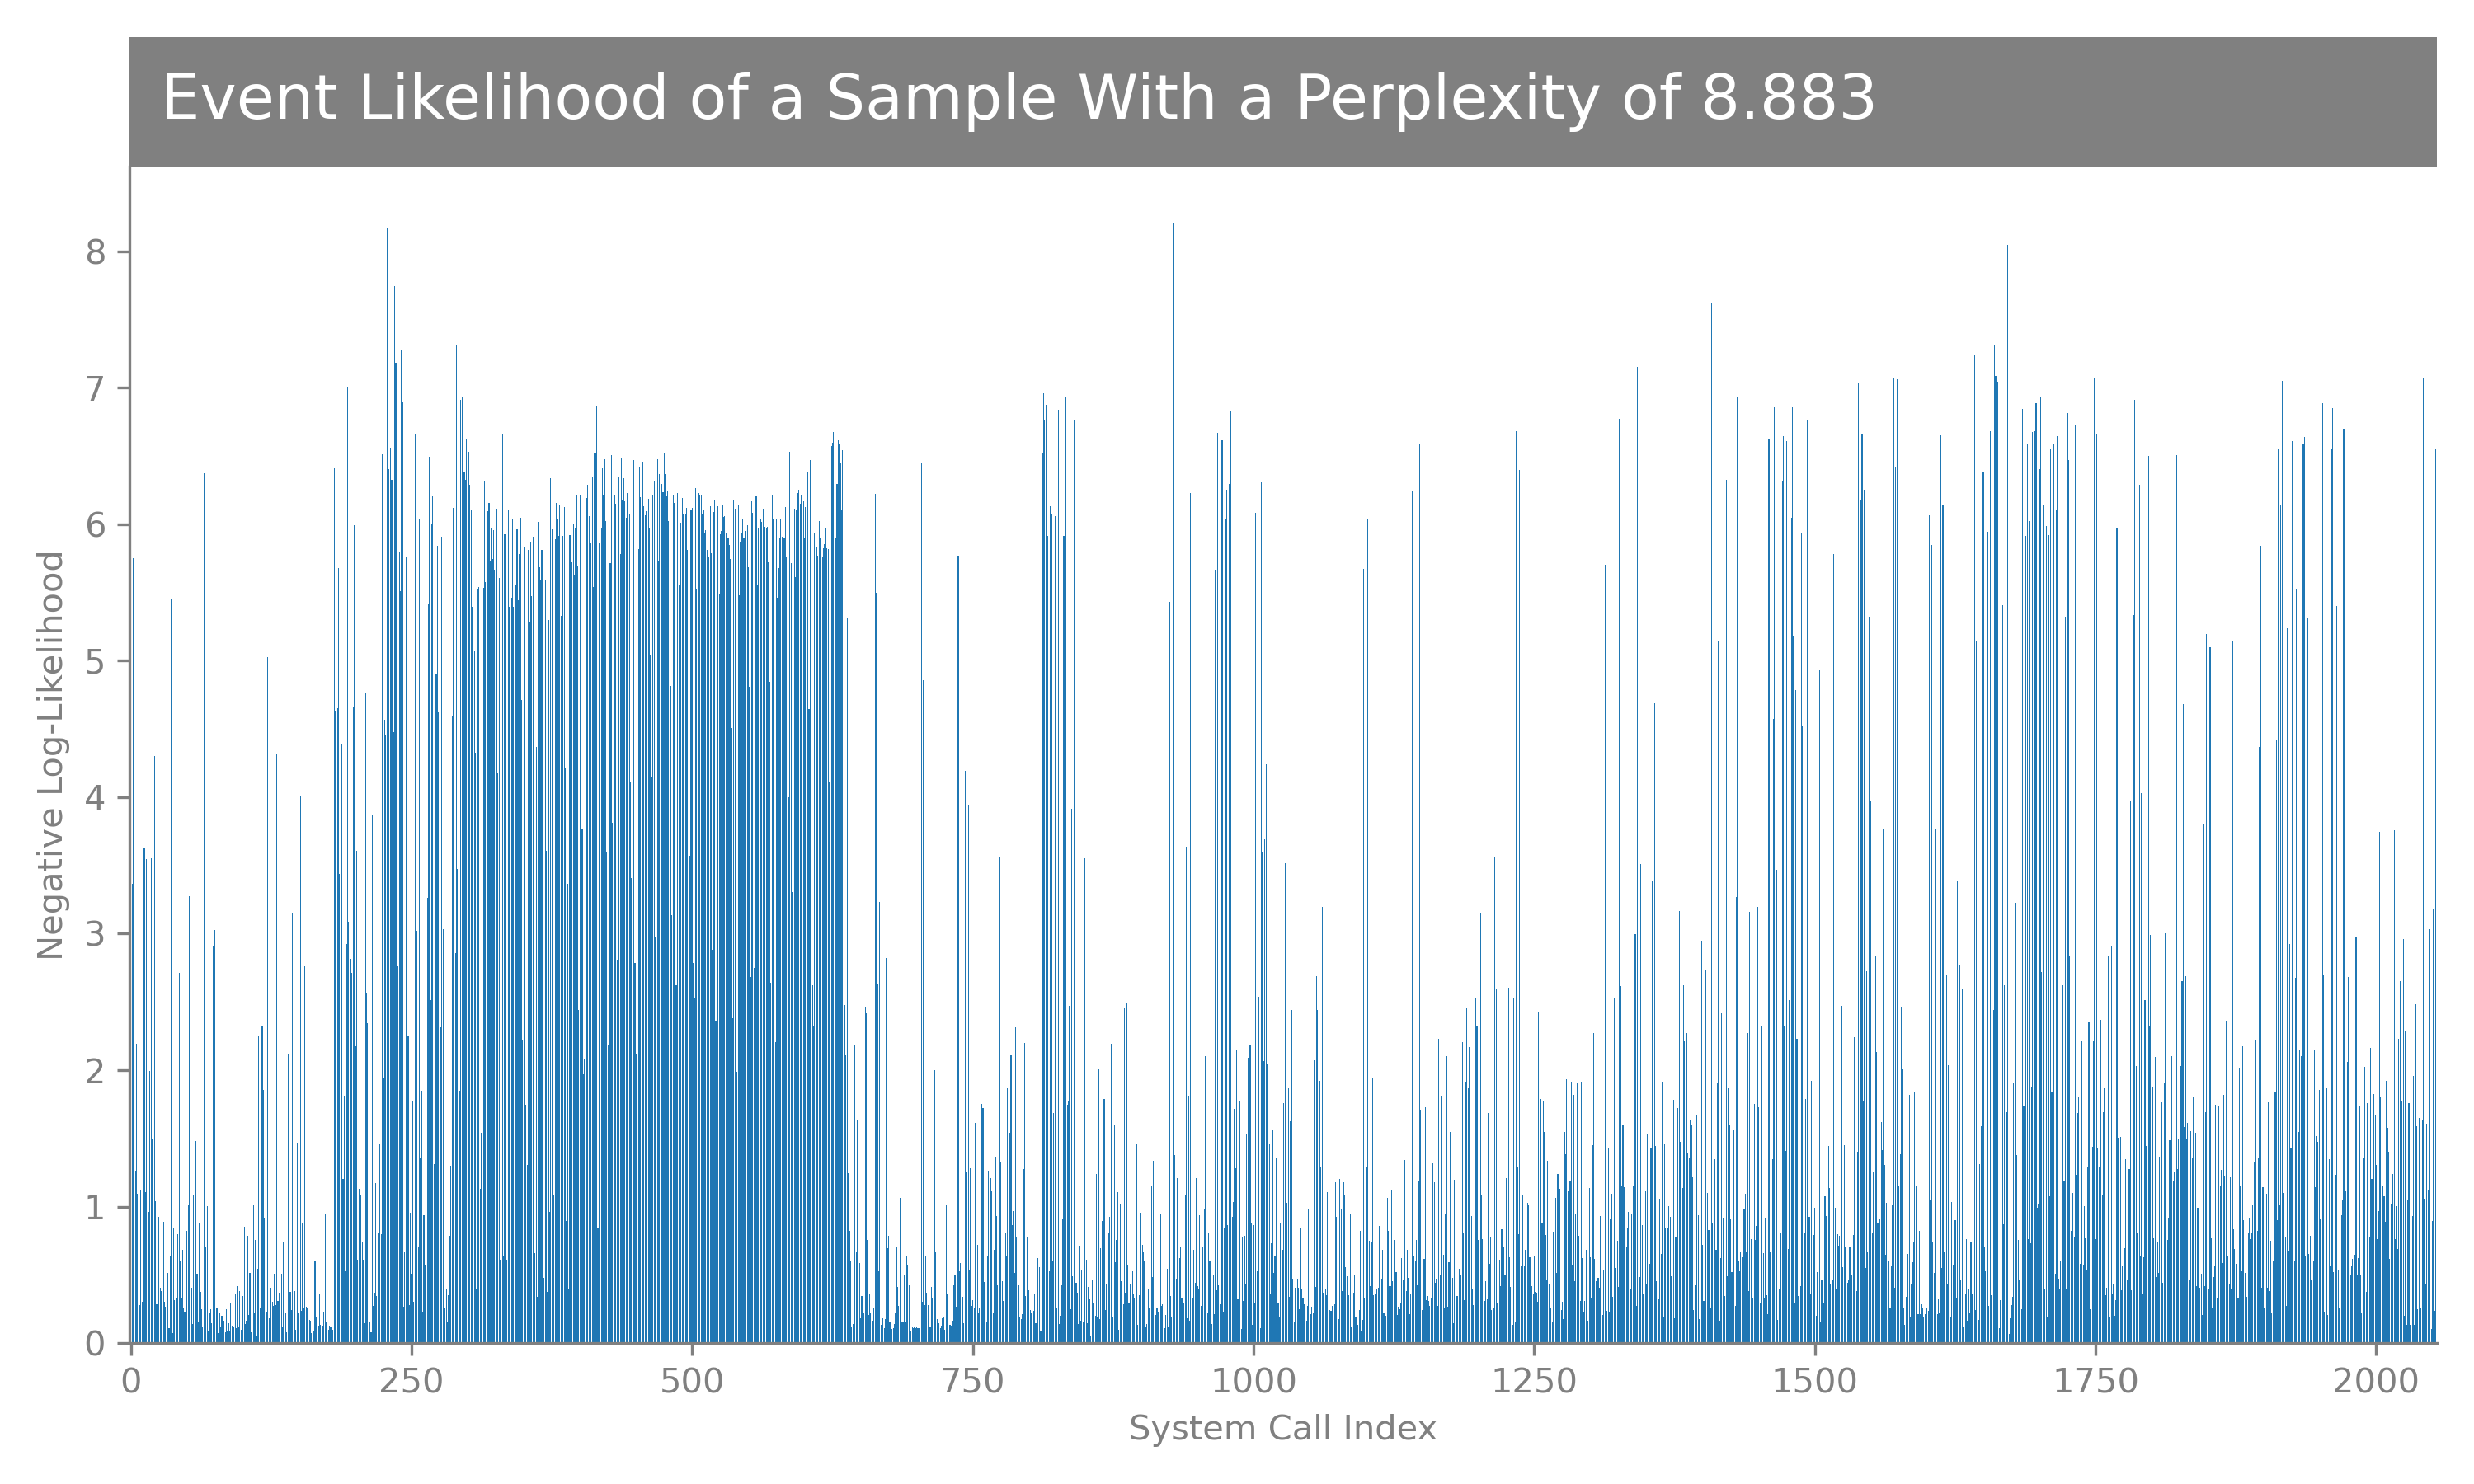 Event Likelihood of a Sample With a Perplexity of 8.883
8
7
6
5
4
3
2
1
0
Negative Log-Likelihood
0 250 500 750 1000 1250 1500 1750 2000
System Call Index